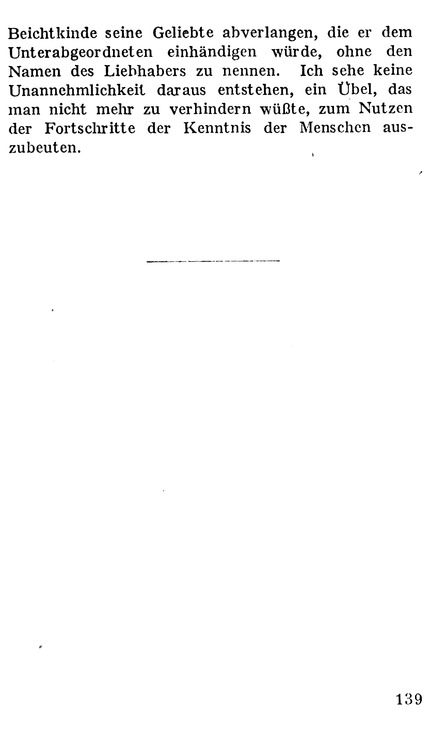 Beichtkinde seine Geliebte abverlangen, die er dem
Unterabgeordneten einhändigen würde, ohne den
Namen des Liebhabers zu nennen. Ich sehe keine
Unannehmlichkeit daraus entstehen, ein Übel, das
man nicht mehr zu verhindern wüßte, zum Nutzen
der Fortschritte der Kenntnis der Menschen aus-
zubeuten.
139